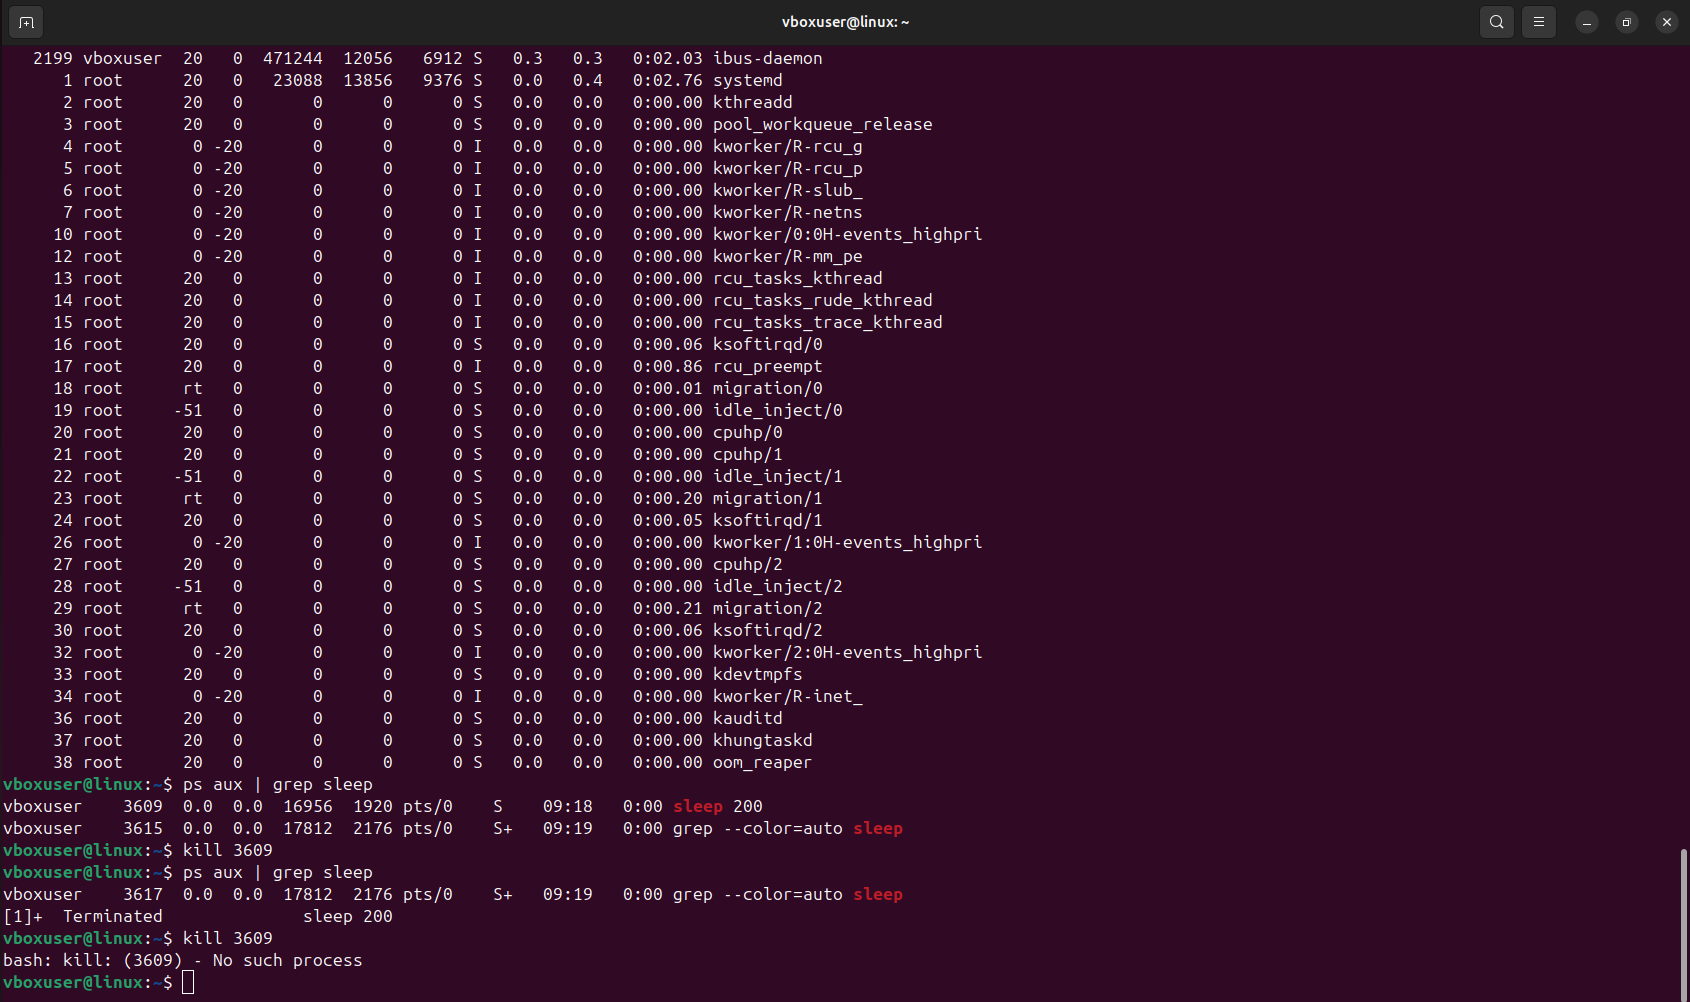 vboxuser@linux: ~
2199 vboxuser  20   0  471244  12056   6912 S   0.3   0.3   0:02.03 ibus-daemon
1 root      20   0   23088  13856   9376 S   0.0   0.4   0:02.76 systemd
2 root      20   0       0      0      0 S   0.0   0.0   0:00.00 kthreadd
3 root      20   0       0      0      0 S   0.0   0.0   0:00.00 pool_workqueue_release
4 root       0 -20       0      0      0 I   0.0   0.0   0:00.00 kworker/R-rcu_g
5 root       0 -20       0      0      0 I   0.0   0.0   0:00.00 kworker/R-rcu_p
6 root       0 -20       0      0      0 I   0.0   0.0   0:00.00 kworker/R-slub_
7 root       0 -20       0      0      0 I   0.0   0.0   0:00.00 kworker/R-netns
10 root       0 -20       0      0      0 I   0.0   0.0   0:00.00 kworker/0:0H-events_highpri
12 root       0 -20       0      0      0 I   0.0   0.0   0:00.00 kworker/R-mm_pe
13 root      20   0       0      0      0 I   0.0   0.0   0:00.00 rcu_tasks_kthread
14 root      20   0       0      0      0 I   0.0   0.0   0:00.00 rcu_tasks_rude_kthread
15 root      20   0       0      0      0 I   0.0   0.0   0:00.00 rcu_tasks_trace_kthread
16 root      20   0       0      0      0 S   0.0   0.0   0:00.06 ksoftirqd/0
17 root      20   0       0      0      0 I   0.0   0.0   0:00.86 rcu_preempt
18 root      rt   0       0      0      0 S   0.0   0.0   0:00.01 migration/0
19 root     -51   0       0      0      0 S   0.0   0.0   0:00.00 idle_inject/0
20 root      20   0       0      0      0 S   0.0   0.0   0:00.00 cpuhp/0
21 root      20   0       0      0      0 S   0.0   0.0   0:00.00 cpuhp/1
22 root     -51   0       0      0      0 S   0.0   0.0   0:00.00 idle_inject/1
23 root      rt   0       0      0      0 S   0.0   0.0   0:00.20 migration/1
24 root      20   0       0      0      0 S   0.0   0.0   0:00.05 ksoftirqd/1
26 root       0 -20       0      0      0 I   0.0   0.0   0:00.00 kworker/1:0H-events_highpri
27 root      20   0       0      0      0 S   0.0   0.0   0:00.00 cpuhp/2
28 root     -51   0       0      0      0 S   0.0   0.0   0:00.00 idle_inject/2
29 root      rt   0       0      0      0 S   0.0   0.0   0:00.21 migration/2
30 root      20   0       0      0      0 S   0.0   0.0   0:00.06 ksoftirqd/2
32 root       0 -20       0      0      0 I   0.0   0.0   0:00.00 kworker/2:0H-events_highpri
33 root      20   0       0      0      0 S   0.0   0.0   0:00.00 kdevtmpfs
34 root       0 -20       0      0      0 I   0.0   0.0   0:00.00 kworker/R-inet_
36 root      20   0       0      0      0 S   0.0   0.0   0:00.00 kauditd
37 root      20   0       0      0      0 S   0.0   0.0   0:00.00 khungtaskd
38 root      20   0       0      0      0 S   0.0   0.0   0:00.00 oom_reaper
vboxuser@linux:~$ ps aux | grep sleep
vboxuser    3609  0.0  0.0  16956  1920 pts/0    S    09:18   0:00 sleep 200
vboxuser    3615  0.0  0.0  17812  2176 pts/0    S+   09:19   0:00 grep --color=auto sleep
vboxuser@linux:~$ kill 3609
vboxuser@linux:~$ ps aux | grep sleep
vboxuser    3617  0.0  0.0  17812  2176 pts/0    S+   09:19   0:00 grep --color=auto sleep
[1]+  Terminated              sleep 200
vboxuser@linux:~$ kill 3609
bash: kill: (3609) - No such process
vboxuser@linux:~$